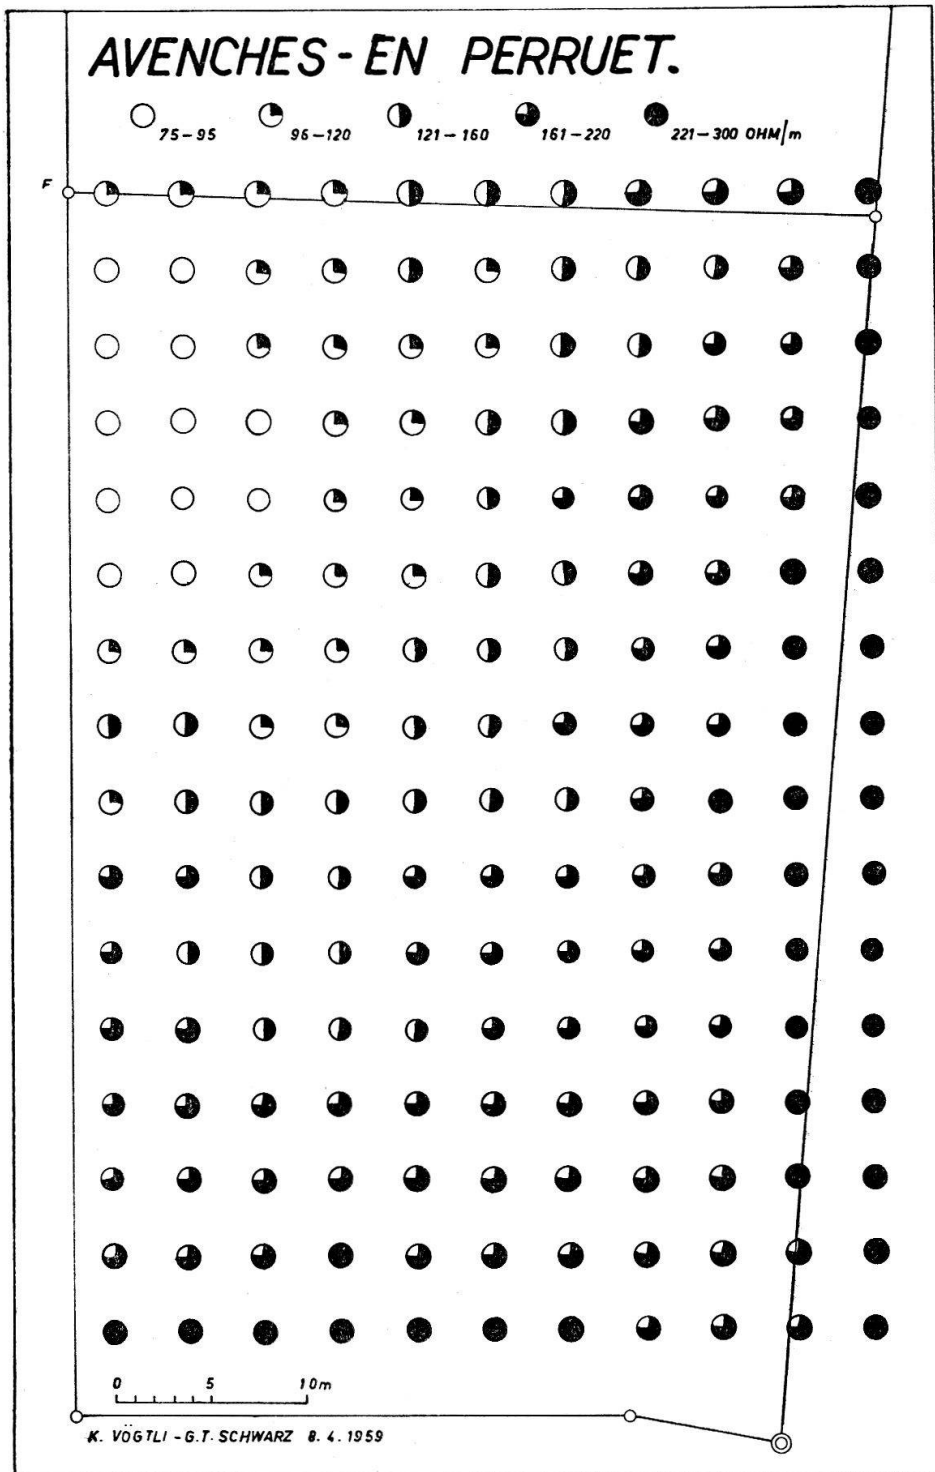 AVENCHES - EN PERRUET.
75-95 96-120 121-160 161-220 221-300 OHM/m
F
0 5 10m
K. VÖGTLI - G.T. SCHWARZ 8.4.1959